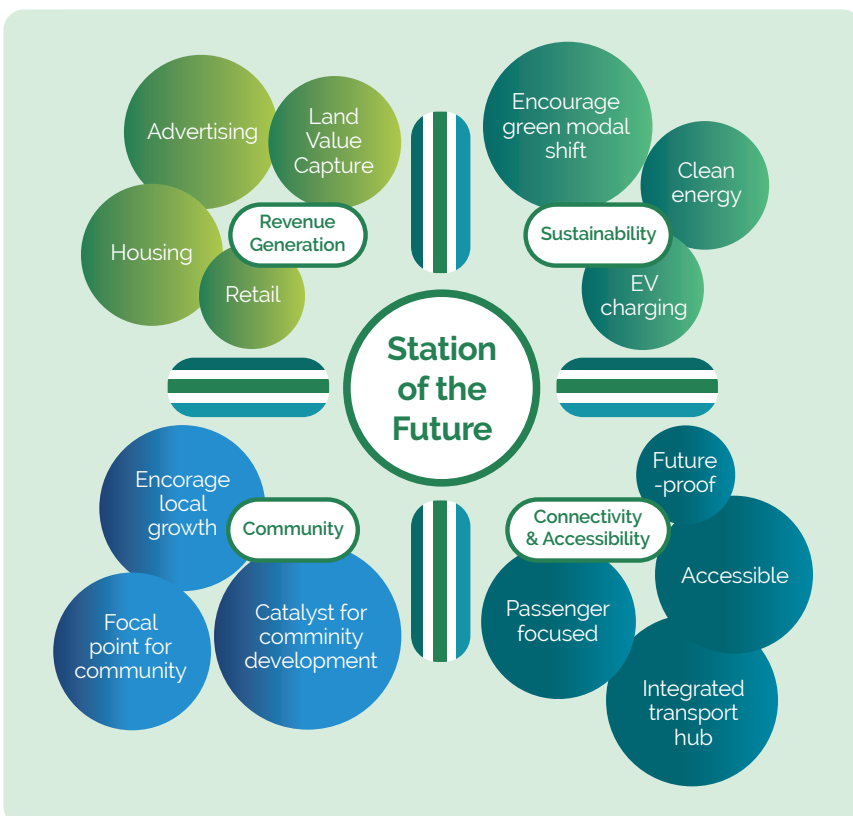 Advertising
Land
Value
Capture
Housing
Retail
Revenue
Generation
Encourage
green modal
shift
Clean
energy
EV
charging
Sustainability
Station
of the
Future
Encorage
local
growth
Focal
point for
community
Catalyst for
comminity
development
Community
Connectivity
& Accessibility
Future
-proof
Accessible
Passenger
focused
Integrated
transport
hub